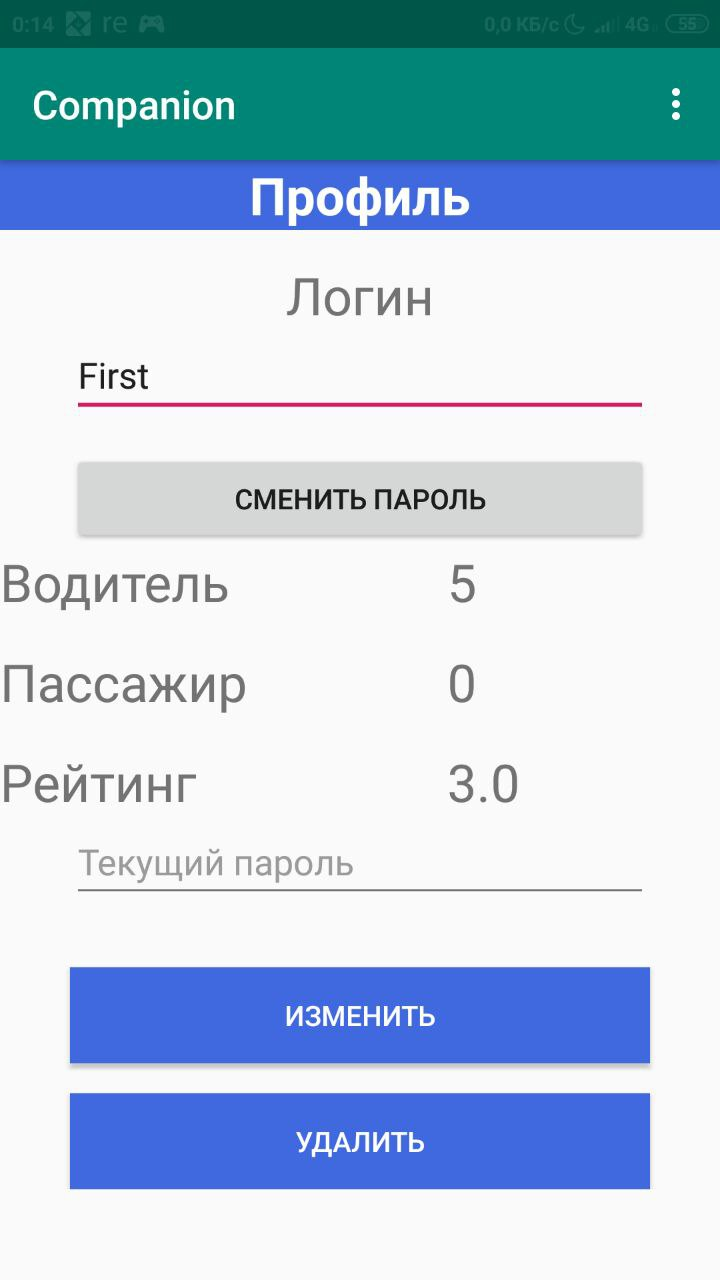 0:14 re 0,0 КБ/с 4G 55
Companion
Профиль
Логин
First
СМЕНИТЬ ПАРОЛЬ
Водитель 5
Пассажир 0
Рейтинг 3.0
Текущий пароль
ИЗМЕНИТЬ
УДАЛИТЬ